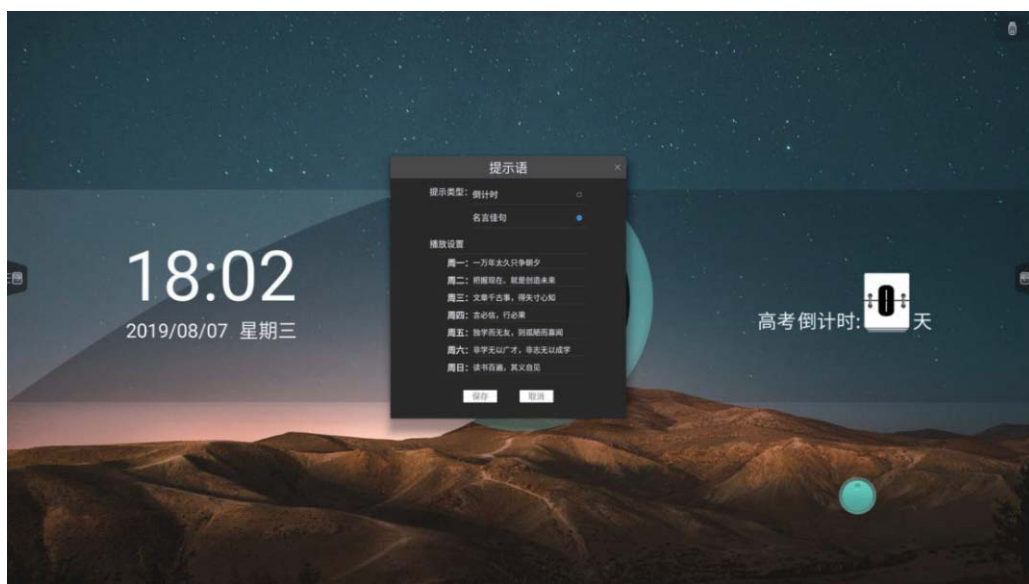 提示语
提示类型: 倒计时
名言佳句
播放设置
周一: 一万年太久只争朝夕
周二: 把握现在，就是创造未来
周三: 文章千古事，得失寸心知
周四: 言必信，行必果
周五: 独学而无友，则孤陋而寡闻
周六: 非学无以广才，非志无以成学
周日: 读书百遍，其义自见
保存 取消
18:02
2019/08/07 星期三
高考倒计时:0天